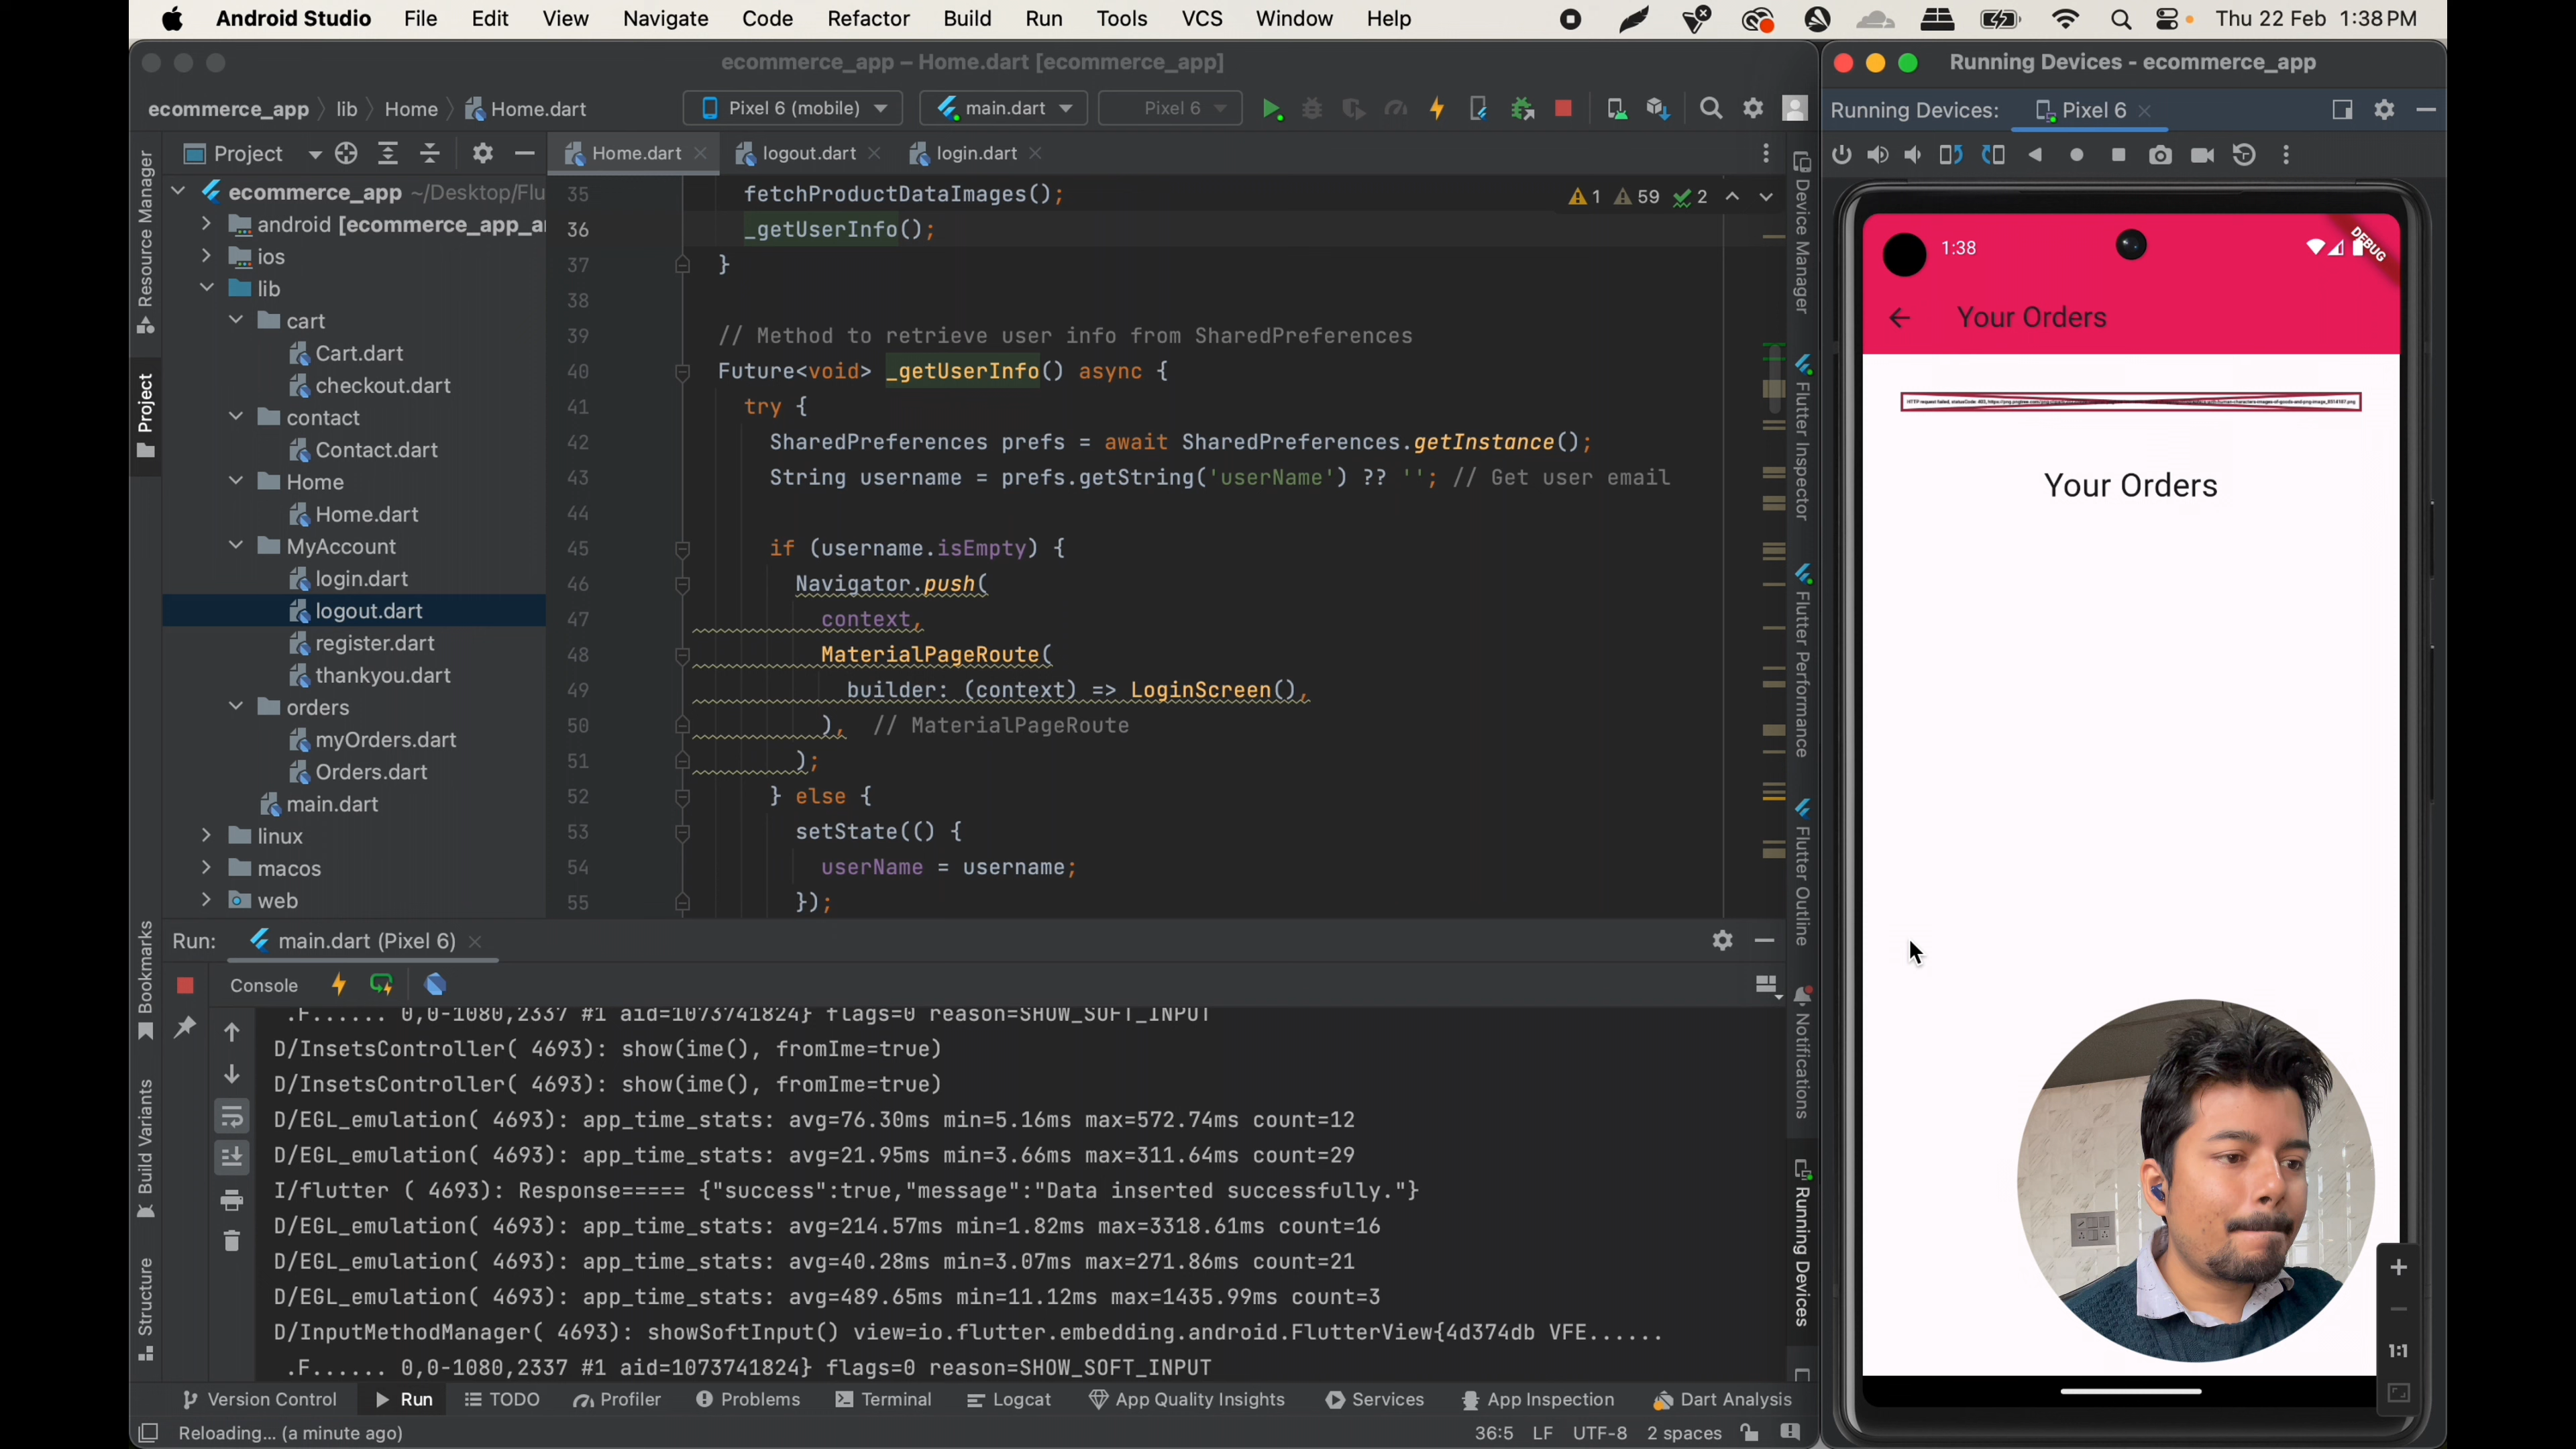 Android Studio File Edit View Navigate Code Refactor Build Run Tools VCS Window Help Thu 22 Feb 1:38 PM
ecommerce_app – Home.dart [ecommerce_app]
ecommerce_app lib Home Home.dart
Pixel 6 (mobile)
main.dart
Pixel 6
Project
Home.dart
logout.dart
login.dart
Resource Manager
Project
Bookmarks
Build Variants
Structure
ecommerce_app ~/Desktop/Flu
android [ecommerce_app_a
ios
lib
cart
Cart.dart
checkout.dart
contact
Contact.dart
Home
Home.dart
MyAccount
login.dart
logout.dart
register.dart
thankyou.dart
orders
myOrders.dart
Orders.dart
main.dart
linux
macos
web
1 59 2
35 fetchProductDataImages();
36 _getUserInfo();
37 }
38
39 // Method to retrieve user info from SharedPreferences
40 Future<void> _getUserInfo() async {
41 try {
42 SharedPreferences prefs = await SharedPreferences.getInstance();
43 String username = prefs.getString('userName') ?? ''; // Get user email
44
45 if (username.isEmpty) {
46 Navigator.push(
47 context,
48 MaterialPageRoute(
49 builder: (context) => LoginScreen(),
50 ), // MaterialPageRoute
51 );
52 } else {
53 setState(() {
54 userName = username;
55 });
Device Manager
Flutter Inspector
Flutter Performance
Flutter Outline
Notifications
Running Devices
Run: main.dart (Pixel 6)
Console
.F...... 0,0-1080,2337 #1 aid=1073741824} flags=0 reason=SHOW_SOFT_INPUT
D/InsetsController( 4693): show(ime(), fromIme=true)
D/InsetsController( 4693): show(ime(), fromIme=true)
D/EGL_emulation( 4693): app_time_stats: avg=76.30ms min=5.16ms max=572.74ms count=12
D/EGL_emulation( 4693): app_time_stats: avg=21.95ms min=3.66ms max=311.64ms count=29
I/flutter ( 4693): Response===== {"success":true,"message":"Data inserted successfully."}
D/EGL_emulation( 4693): app_time_stats: avg=214.57ms min=1.82ms max=3318.61ms count=16
D/EGL_emulation( 4693): app_time_stats: avg=40.28ms min=3.07ms max=271.86ms count=21
D/EGL_emulation( 4693): app_time_stats: avg=489.65ms min=11.12ms max=1435.99ms count=3
D/InputMethodManager( 4693): showSoftInput() view=io.flutter.embedding.android.FlutterView{4d374db VFE......
.F...... 0,0-1080,2337 #1 aid=1073741824} flags=0 reason=SHOW_SOFT_INPUT
Version Control Run TODO Profiler Problems Terminal Logcat App Quality Insights Services App Inspection Dart Analysis
Reloading... (a minute ago)
36:5 LF UTF-8 2 spaces
Running Devices - ecommerce_app
Running Devices: Pixel 6
1:38
DEBUG
Your Orders
HTTP request failed, statusCode: 403,
Your Orders
1:1